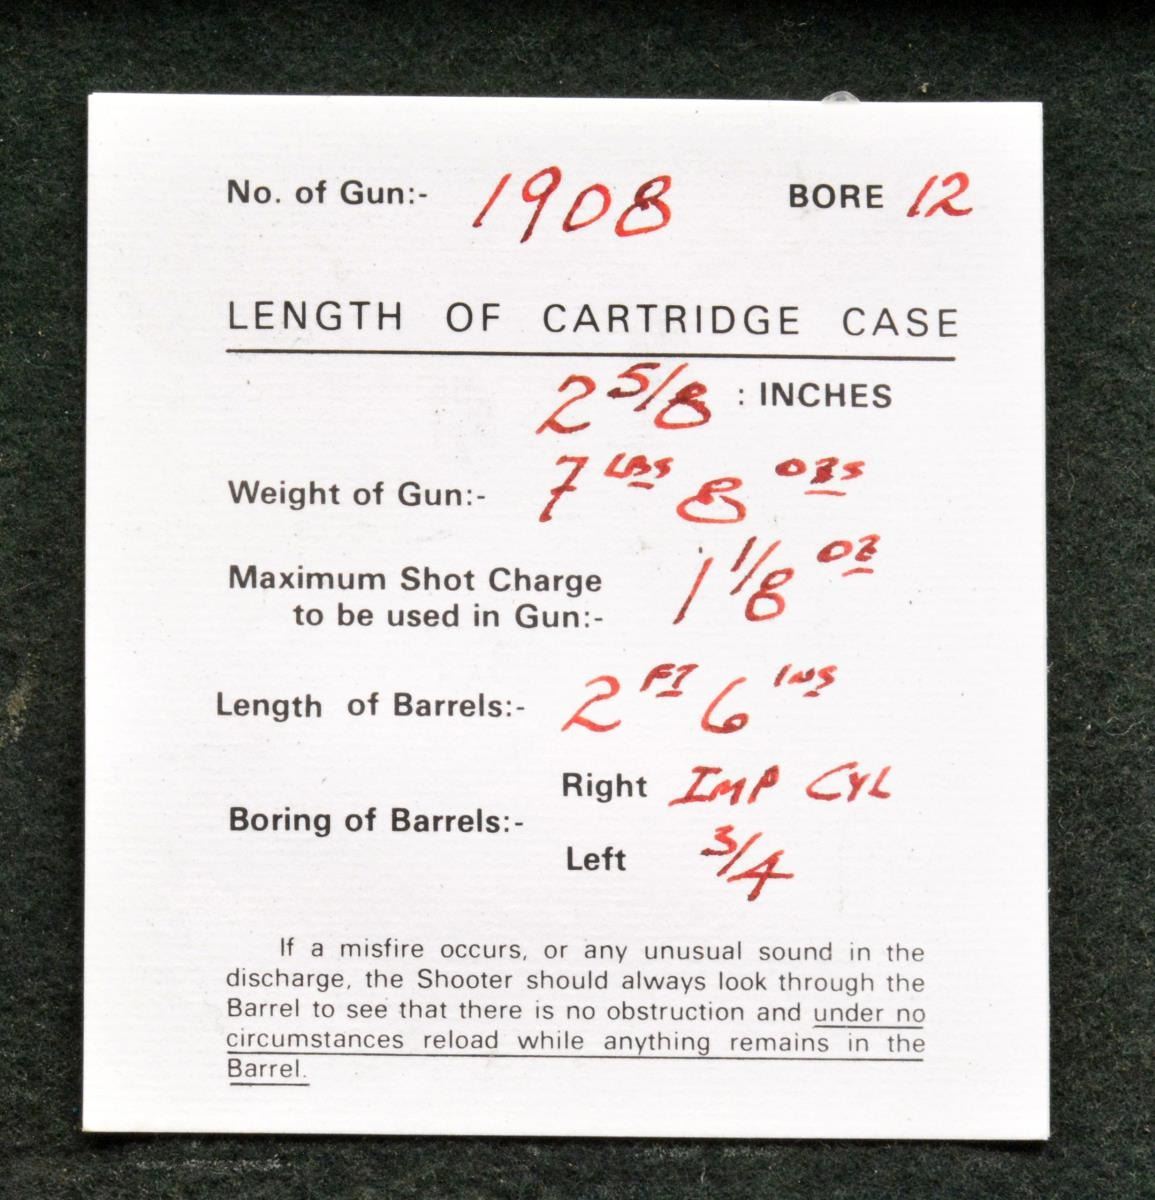 No. of Gun:- 1908 BORE 12
LENGTH OF CARTRIDGE CASE
2 5/8 : INCHES
Weight of Gun:- 7 LBS 8 OZS
Maximum Shot Charge
to be used in Gun:- 1 1/8 OZ
Length of Barrels:- 2 FT 6 INS
Right IMP CYL
Boring of Barrels:-
Left 3/4
If a misfire occurs, or any unusual sound in the
discharge, the Shooter should always look through the
Barrel to see that there is no obstruction and under no
circumstances reload while anything remains in the
Barrel.